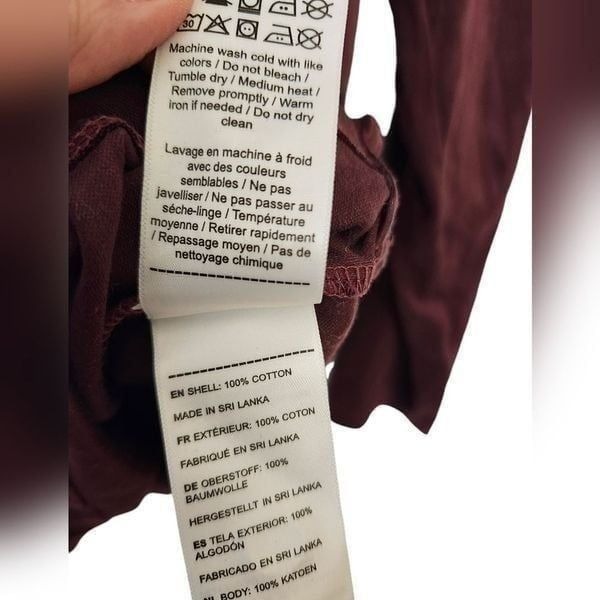 30
Machine wash cold with like
colors / Do not bleach /
Tumble dry / Medium heat /
Remove promptly / Warm
iron if needed / Do not dry
clean
Lavage en machine à froid
avec des couleurs
semblables / Ne pas
javelliser / Ne pas passer au
séche-linge / Température
moyenne / Retirer rapidement
/ Repassage moyen / Pas de
nettoyage chimique
EN SHELL: 100% COTTON
MADE IN SRI LANKA
FR EXTÉRIEUR: 100% COTON
FABRIQUÉ EN SRI LANKA
DE OBERSTOFF: 100%
BAUMWOLLE
HERGESTELLT IN SRI LANKA
ES TELA EXTERIOR: 100%
ALGODÓN
FABRICADO EN SRI LANKA
NL BODY: 100% KATOEN